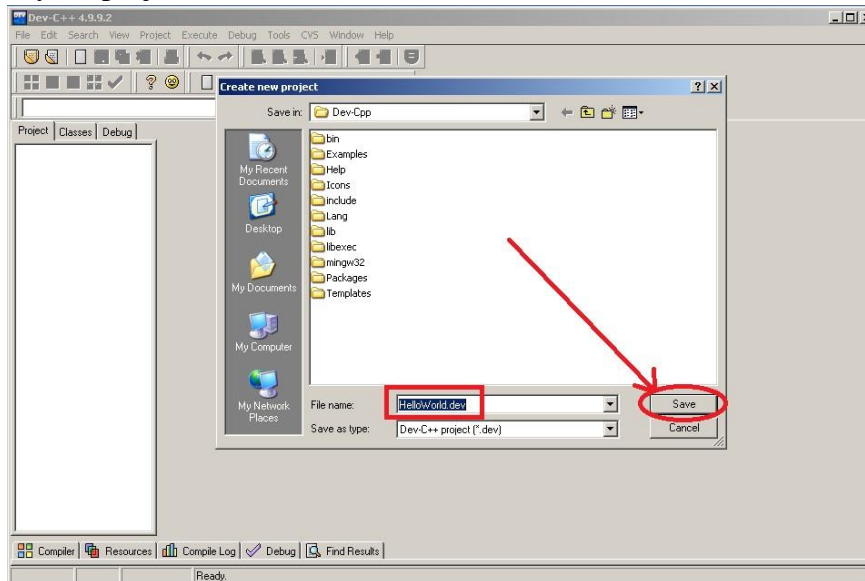 Dev-C++ 4.9.9.2
File Edit Search View Project Execute Debug Tools CVS Window Help
Create new project
Save in: Dev-Cpp
Project Classes Debug
My Recent Documents
Desktop
My Documents
My Computer
My Network Places
bin
Examples
Help
Icons
include
Lang
lib
libexec
mingw32
Packages
Templates
File name: HelloWorld.dev Save
Save as type: Dev-C++ project (*.dev) Cancel
Compiler Resources Compile Log Debug Find Results
Ready.